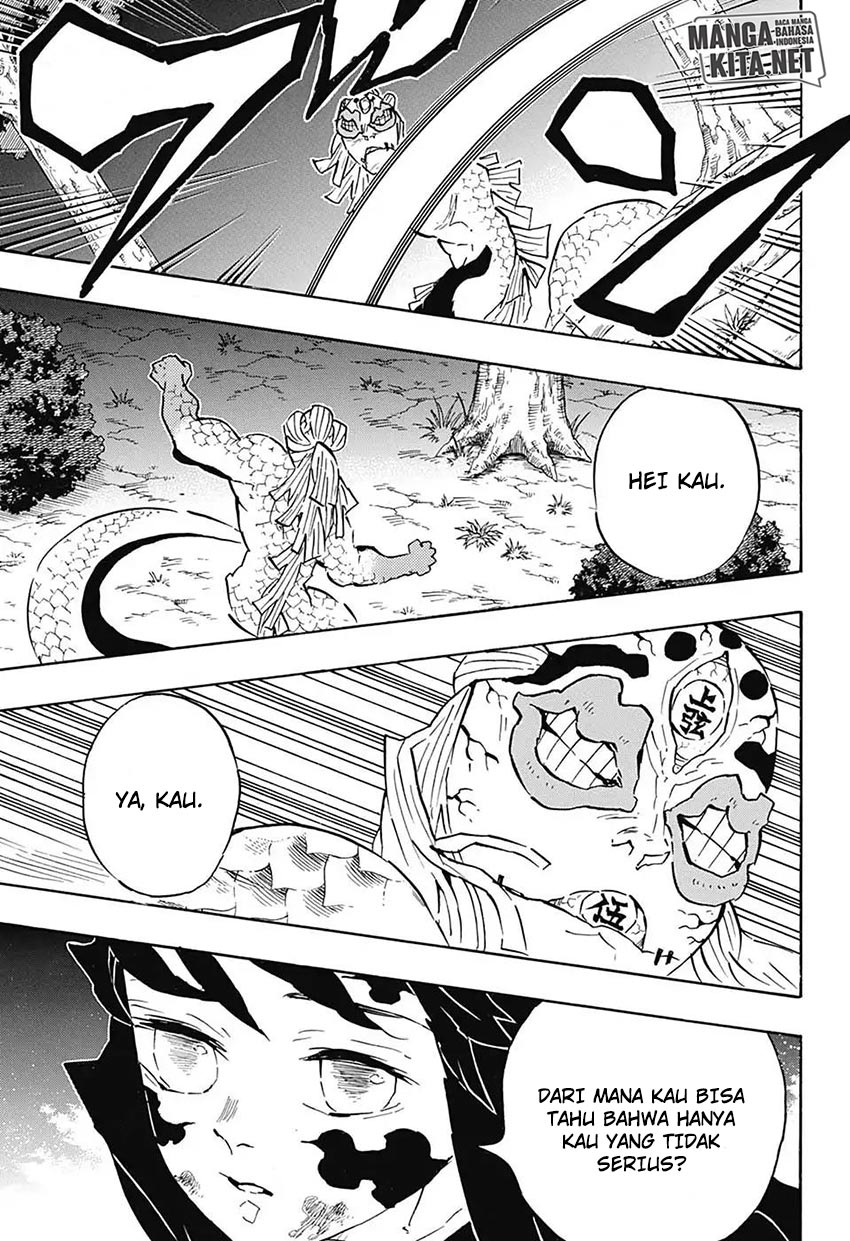 MANGA
KITA.NET
BACA MANGA
BAHASA
INDONESIA
HEI KAU.
上弦
YA, KAU.
伍
DARI MANA KAU BISA
TAHU BAHWA HANYA
KAU YANG TIDAK
SERIUS?